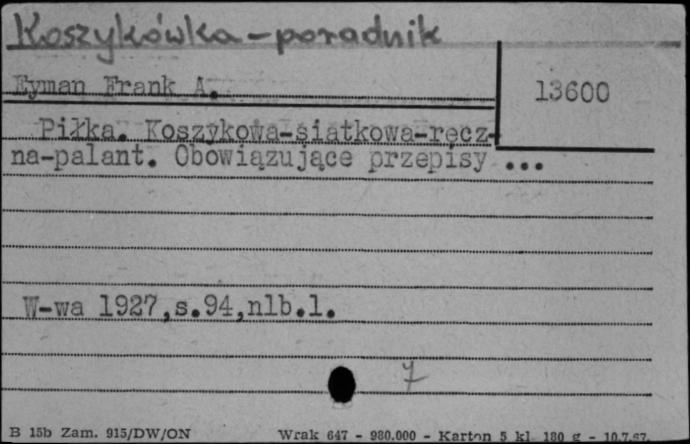 Koszykówka - poradnik
Eyman Frank A.
13600
Piłka. Koszykowa-siatkowa-ręcz-
na-palant. Obowiązujące przepisy ...
W-wa 1927,s.94,nlb.1.
7
B 15b Zam. 915/DW/ON
Wrak 647 - 980.000 - Karton 5 kl. 180 g - 10.7.67.